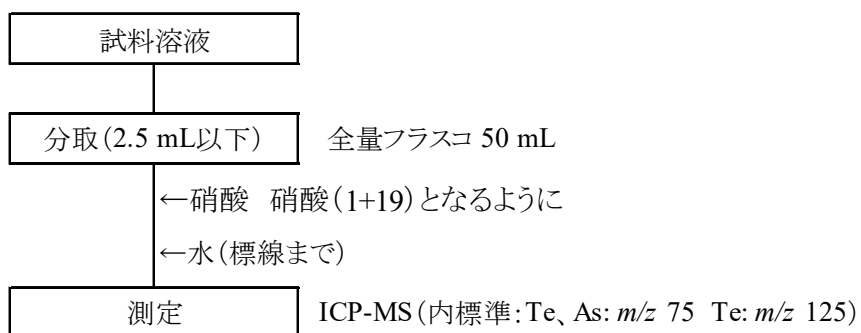 試料溶液
分取(2.5 mL以下) 全量フラスコ 50 mL
←硝酸 硝酸(1+19)となるように
←水(標線まで)
測定 ICP-MS(内標準:Te、As: m/z 75 Te: m/z 125)